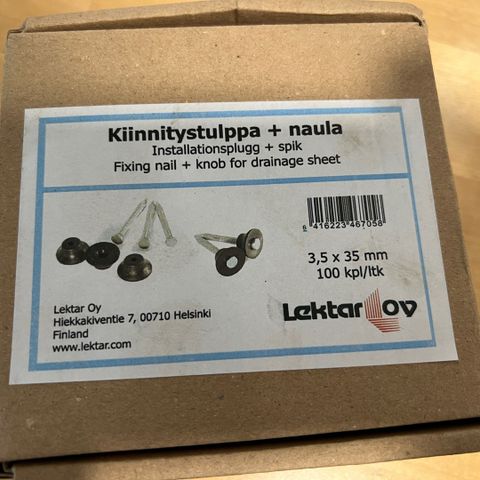 Kiinnitystulppa + naula
Installationsplugg + spik
Fixing nail + knob for drainage sheet
6 416223 467058
3,5 x 35 mm
100 kpl/ltk
Lektar Oy
Hiekkakiventie 7, 00710 Helsinki
Finland
www.lektar.com
Lektar Oy